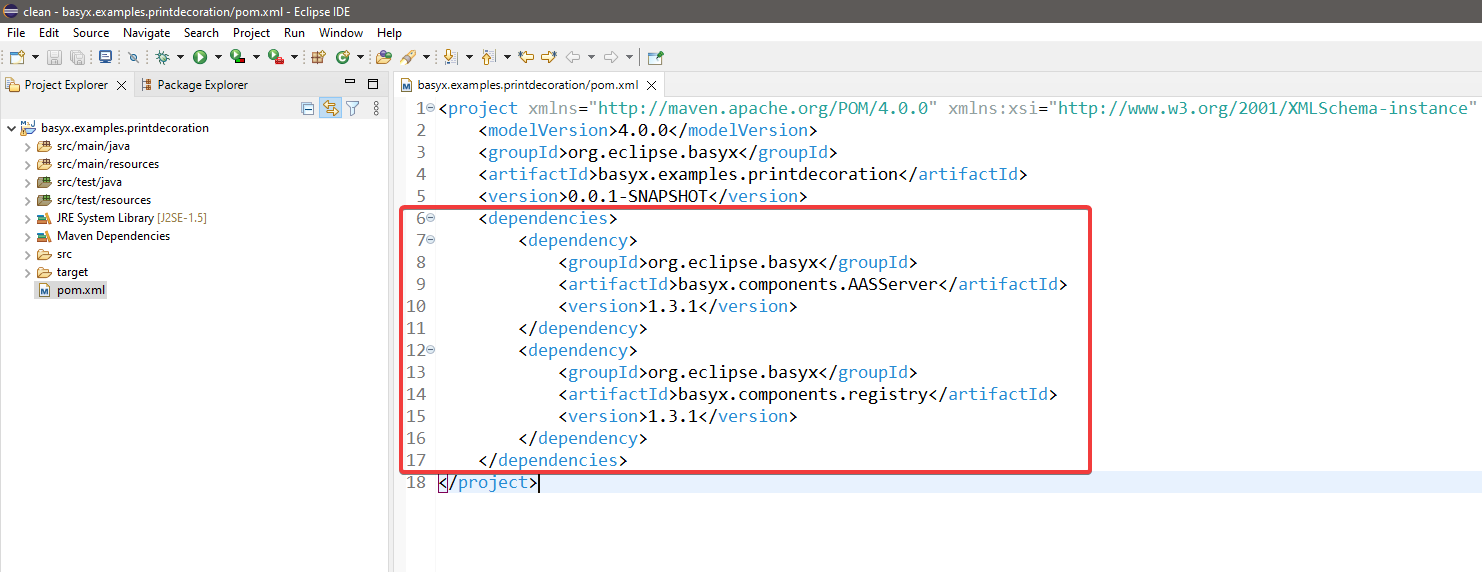 clean - basyx.examples.printdecoration/pom.xml - Eclipse IDE
File Edit Source Navigate Search Project Run Window Help
Project Explorer
Package Explorer
basyx.examples.printdecoration
src/main/java
src/main/resources
src/test/java
src/test/resources
JRE System Library [J2SE-1.5]
Maven Dependencies
src
target
pom.xml
basyx.examples.printdecoration/pom.xml
1 <project xmlns="http://maven.apache.org/POM/4.0.0" xmlns:xsi="http://www.w3.org/2001/XMLSchema-instance"
2     <modelVersion>4.0.0</modelVersion>
3     <groupId>org.eclipse.basyx</groupId>
4     <artifactId>basyx.examples.printdecoration</artifactId>
5     <version>0.0.1-SNAPSHOT</version>
6     <dependencies>
7         <dependency>
8             <groupId>org.eclipse.basyx</groupId>
9             <artifactId>basyx.components.AASServer</artifactId>
10             <version>1.3.1</version>
11         </dependency>
12         <dependency>
13             <groupId>org.eclipse.basyx</groupId>
14             <artifactId>basyx.components.registry</artifactId>
15             <version>1.3.1</version>
16         </dependency>
17     </dependencies>
18 </project>